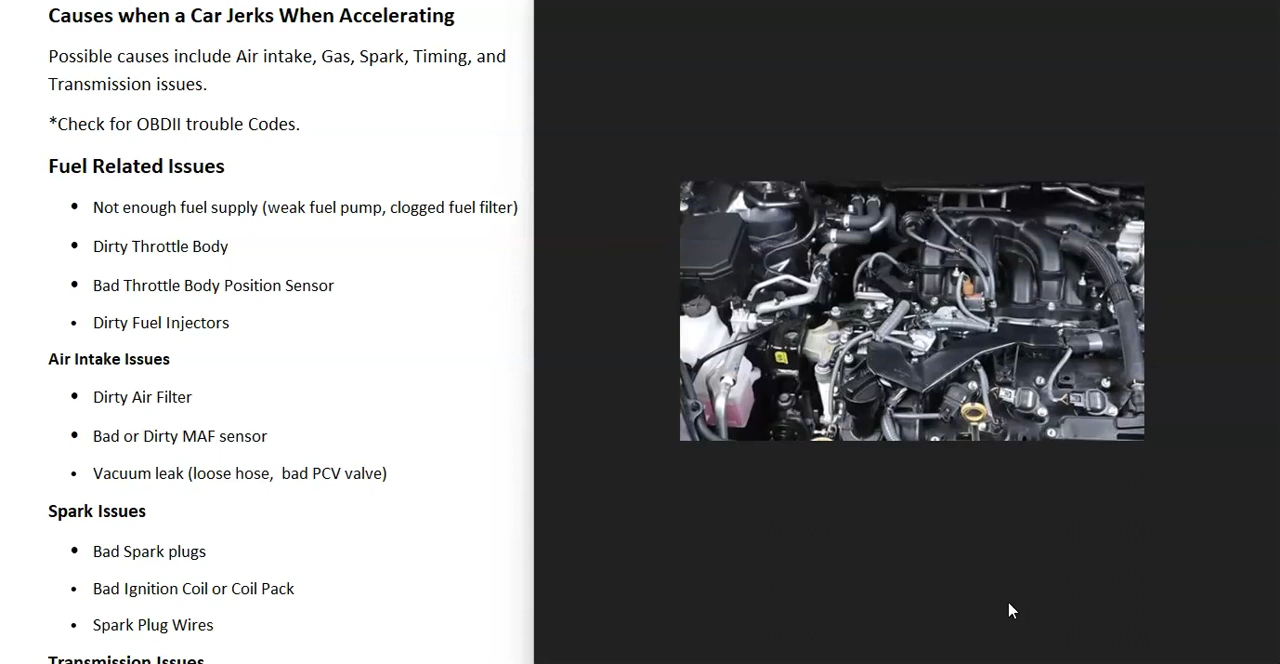 Causes when a Car Jerks When Accelerating
Possible causes include Air intake, Gas, Spark, Timing, and
Transmission issues.
*Check for OBDII trouble Codes.
Fuel Related Issues
• Not enough fuel supply (weak fuel pump, clogged fuel filter)
• Dirty Throttle Body
• Bad Throttle Body Position Sensor
• Dirty Fuel Injectors
Air Intake Issues
• Dirty Air Filter
• Bad or Dirty MAF sensor
• Vacuum leak (loose hose,  bad PCV valve)
Spark Issues
• Bad Spark plugs
• Bad Ignition Coil or Coil Pack
• Spark Plug Wires
Transmission Issues